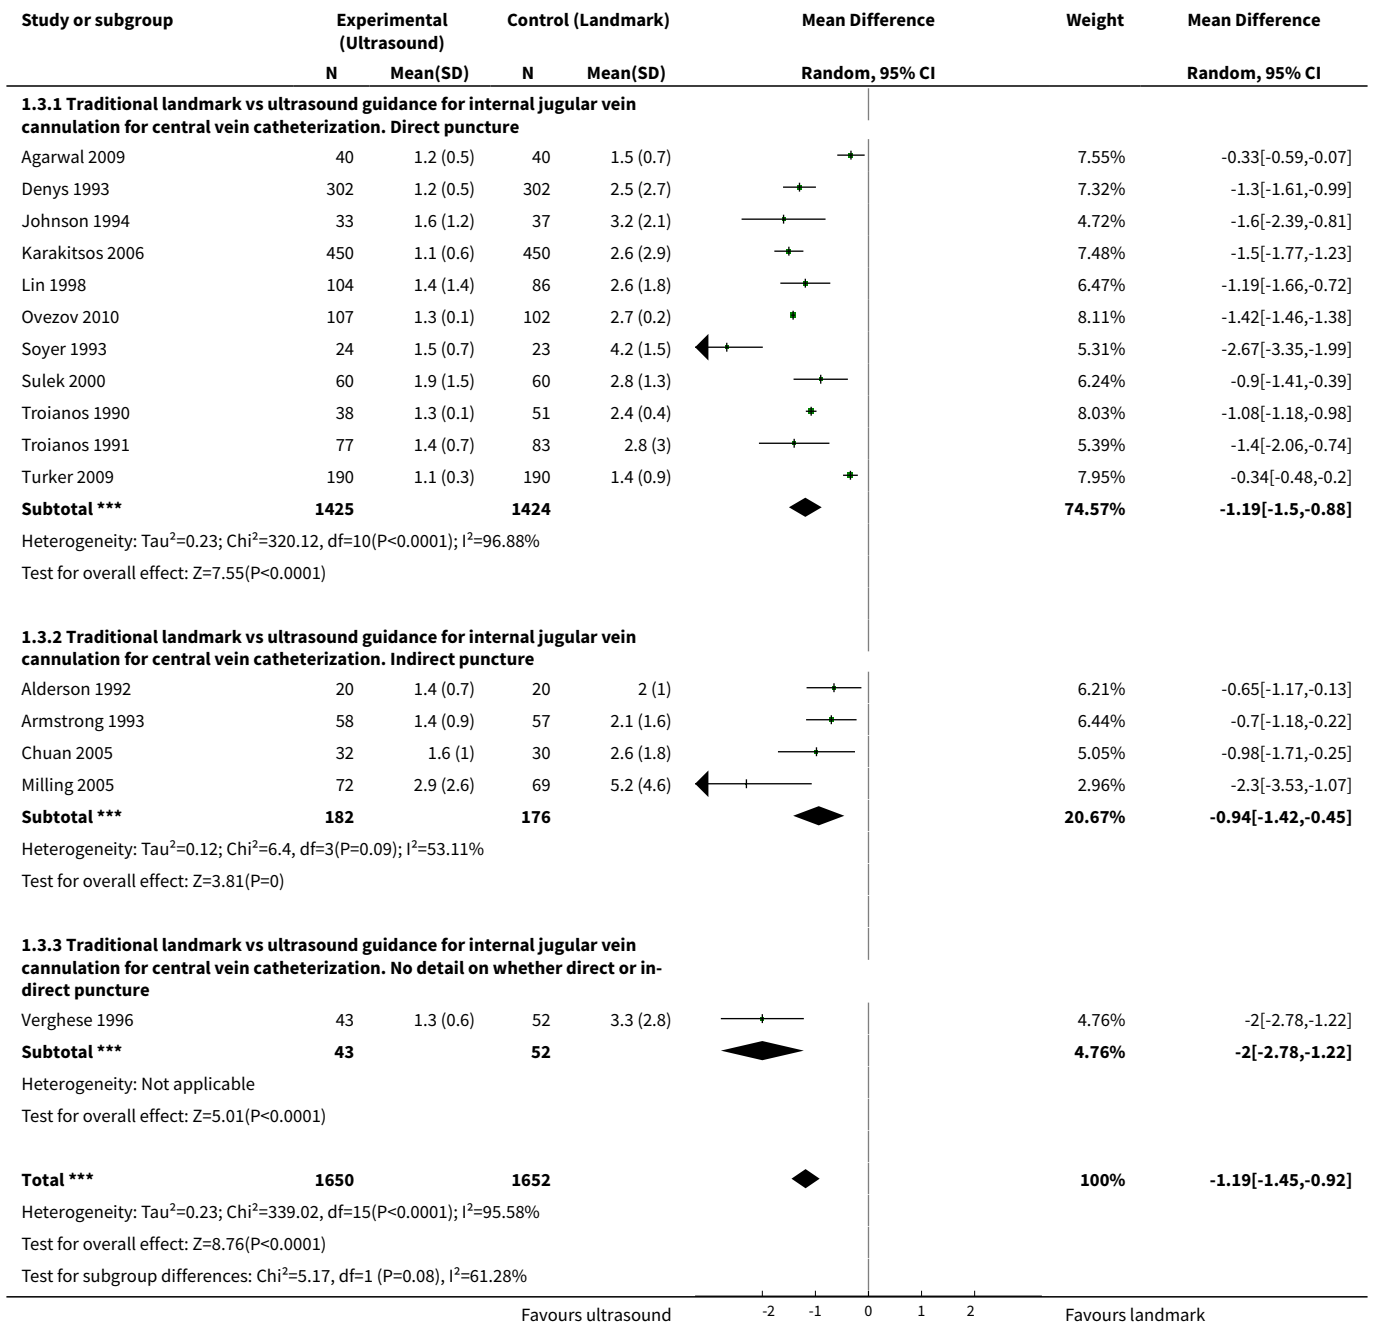 Study or subgroup Experimental (Ultrasound) Control (Landmark) Mean Difference Weight Mean Difference
N Mean(SD) N Mean(SD) Random, 95% CI Random, 95% CI
1.3.1 Traditional landmark vs ultrasound guidance for internal jugular vein
cannulation for central vein catheterization. Direct puncture
Agarwal 2009 40 1.2 (0.5) 40 1.5 (0.7) 7.55% -0.33[-0.59,-0.07]
Denys 1993 302 1.2 (0.5) 302 2.5 (2.7) 7.32% -1.3[-1.61,-0.99]
Johnson 1994 33 1.6 (1.2) 37 3.2 (2.1) 4.72% -1.6[-2.39,-0.81]
Karakitsos 2006 450 1.1 (0.6) 450 2.6 (2.9) 7.48% -1.5[-1.77,-1.23]
Lin 1998 104 1.4 (1.4) 86 2.6 (1.8) 6.47% -1.19[-1.66,-0.72]
Ovezov 2010 107 1.3 (0.1) 102 2.7 (0.2) 8.11% -1.42[-1.46,-1.38]
Soyer 1993 24 1.5 (0.7) 23 4.2 (1.5) 5.31% -2.67[-3.35,-1.99]
Sulek 2000 60 1.9 (1.5) 60 2.8 (1.3) 6.24% -0.9[-1.41,-0.39]
Troianos 1990 38 1.3 (0.1) 51 2.4 (0.4) 8.03% -1.08[-1.18,-0.98]
Troianos 1991 77 1.4 (0.7) 83 2.8 (3) 5.39% -1.4[-2.06,-0.74]
Turker 2009 190 1.1 (0.3) 190 1.4 (0.9) 7.95% -0.34[-0.48,-0.2]
Subtotal *** 1425 1424 74.57% -1.19[-1.5,-0.88]
Heterogeneity: Tau²=0.23; Chi²=320.12, df=10(P<0.0001); I²=96.88%
Test for overall effect: Z=7.55(P<0.0001)
1.3.2 Traditional landmark vs ultrasound guidance for internal jugular vein
cannulation for central vein catheterization. Indirect puncture
Alderson 1992 20 1.4 (0.7) 20 2 (1) 6.21% -0.65[-1.17,-0.13]
Armstrong 1993 58 1.4 (0.9) 57 2.1 (1.6) 6.44% -0.7[-1.18,-0.22]
Chuan 2005 32 1.6 (1) 30 2.6 (1.8) 5.05% -0.98[-1.71,-0.25]
Milling 2005 72 2.9 (2.6) 69 5.2 (4.6) 2.96% -2.3[-3.53,-1.07]
Subtotal *** 182 176 20.67% -0.94[-1.42,-0.45]
Heterogeneity: Tau²=0.12; Chi²=6.4, df=3(P=0.09); I²=53.11%
Test for overall effect: Z=3.81(P=0)
1.3.3 Traditional landmark vs ultrasound guidance for internal jugular vein
cannulation for central vein catheterization. No detail on whether direct or in-
direct puncture
Verghese 1996 43 1.3 (0.6) 52 3.3 (2.8) 4.76% -2[-2.78,-1.22]
Subtotal *** 43 52 4.76% -2[-2.78,-1.22]
Heterogeneity: Not applicable
Test for overall effect: Z=5.01(P<0.0001)
Total *** 1650 1652 100% -1.19[-1.45,-0.92]
Heterogeneity: Tau²=0.23; Chi²=339.02, df=15(P<0.0001); I²=95.58%
Test for overall effect: Z=8.76(P<0.0001)
Test for subgroup differences: Chi²=5.17, df=1 (P=0.08), I²=61.28%
Favours ultrasound -2 -1 0 1 2 Favours landmark